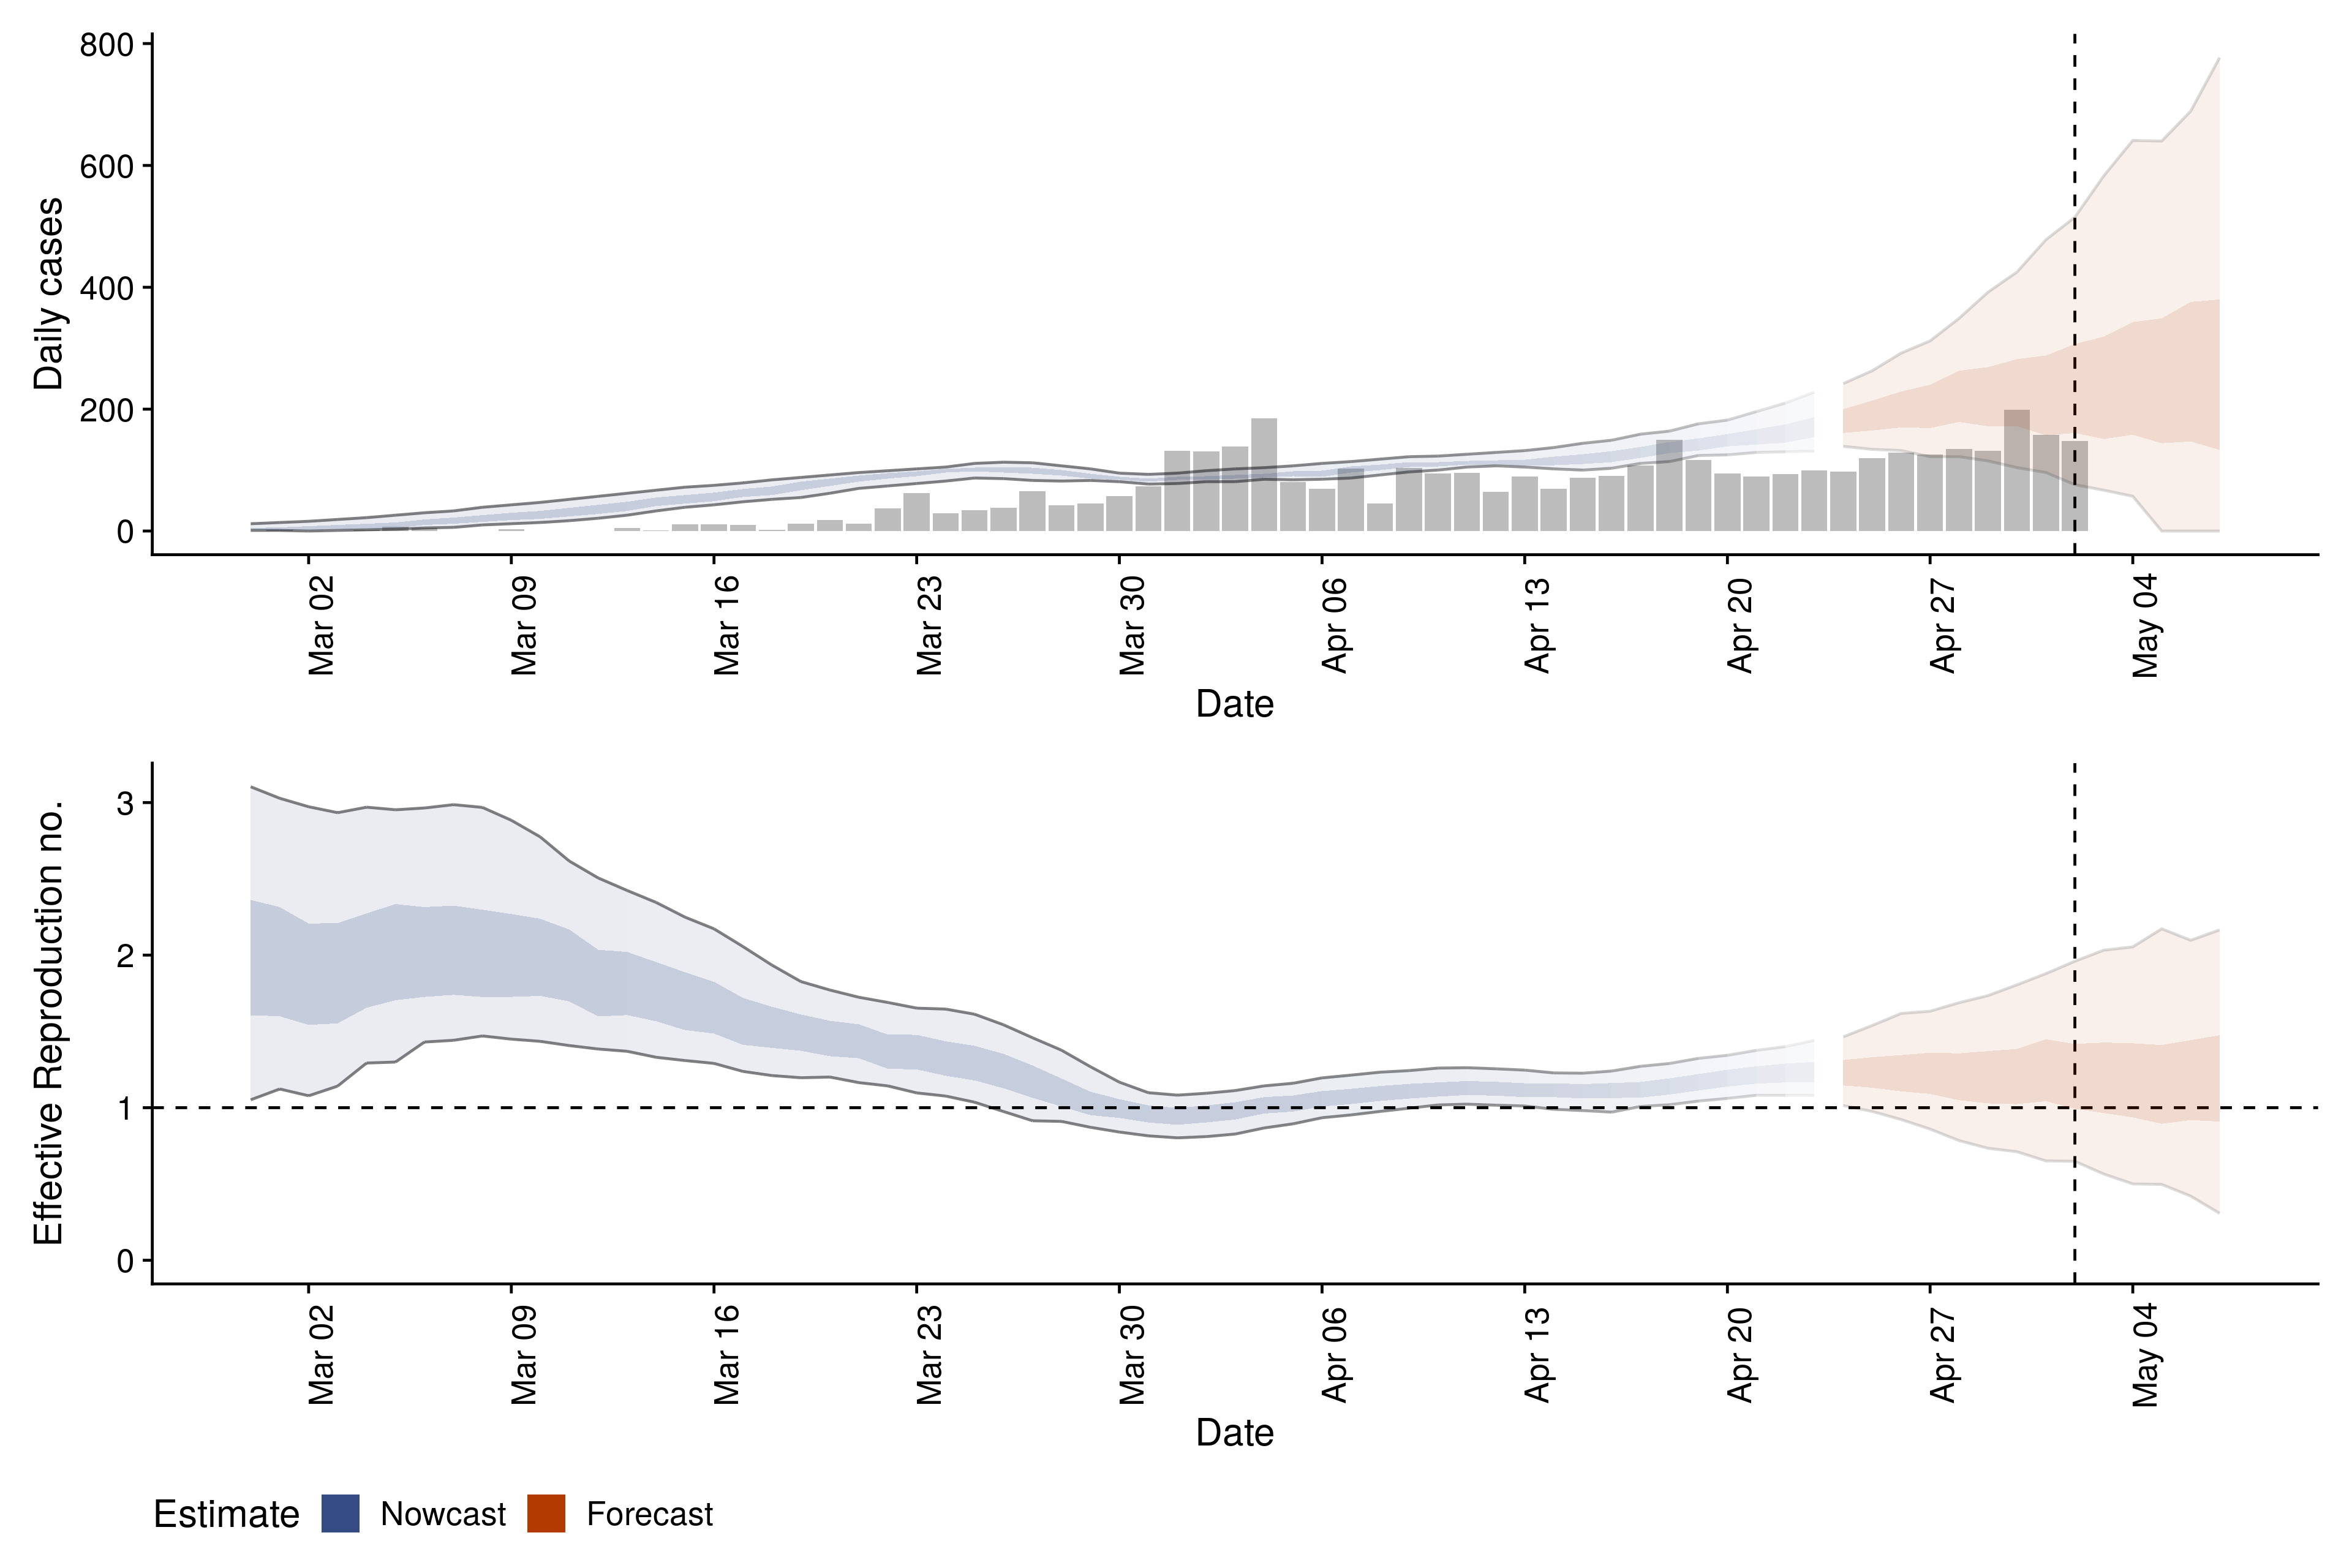 800
600
400
200
0
Daily cases
Mar 02
Mar 09
Mar 16
Mar 23
Mar 30
Apr 06
Apr 13
Apr 20
Apr 27
May 04
Date
3
2
1
0
Effective Reproduction no.
Mar 02
Mar 09
Mar 16
Mar 23
Mar 30
Apr 06
Apr 13
Apr 20
Apr 27
May 04
Date
Estimate Nowcast Forecast